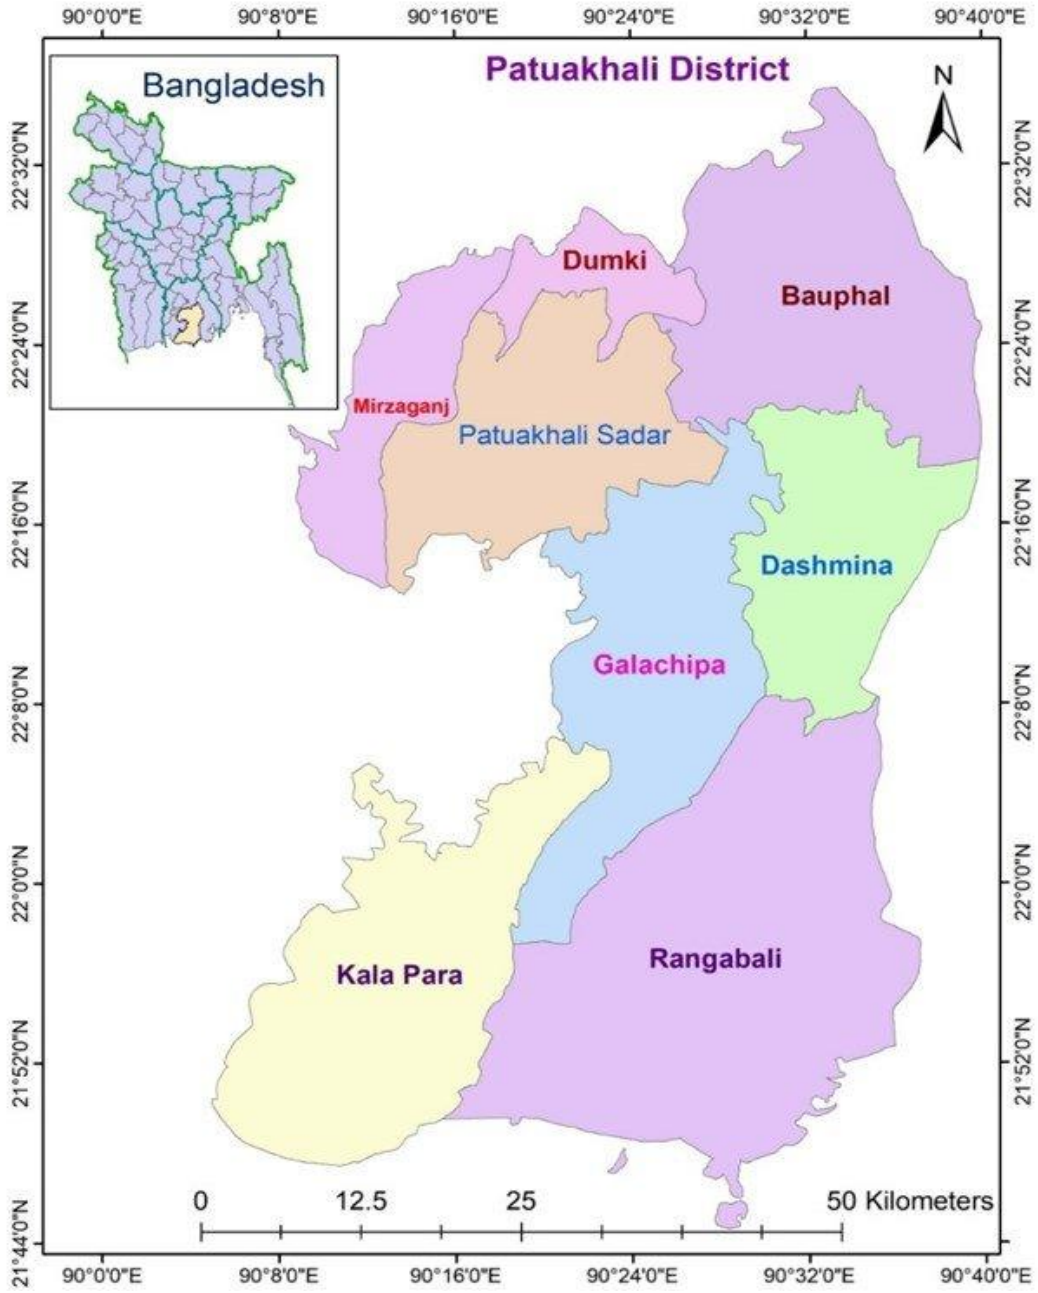 90°0'0"E 90°8'0"E 90°16'0"E 90°24'0"E 90°32'0"E 90°40'0"E
Patuakhali District
Bangladesh
N
22°32'0"N
22°32'0"N
Dumki
Bauphal
22°24'0"N
22°24'0"N
Mirzaganj
Patuakhali Sadar
22°16'0"N
22°16'0"N
Dashmina
Galachipa
22°8'0"N
22°8'0"N
22°0'0"N
22°0'0"N
Rangabali
Kala Para
21°52'0"N
21°52'0"N
0 12.5 25 50 Kilometers
21°44'0"N
90°0'0"E 90°8'0"E 90°16'0"E 90°24'0"E 90°32'0"E 90°40'0"E